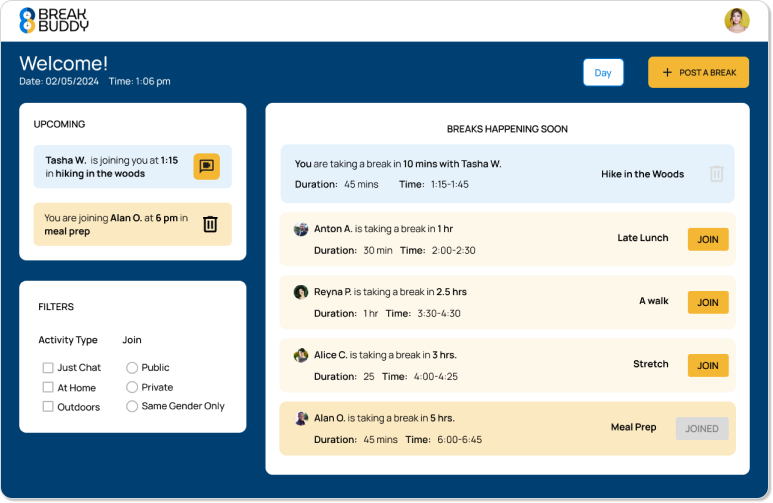 BREAK
BUDDY
Welcome!
Date: 02/05/2024 Time: 1:06 pm
Day
+ POST A BREAK
UPCOMING
Tasha W. is joining you at 1:15
in hiking in the woods
You are joining Alan O. at 6 pm in
meal prep
FILTERS
Activity Type Join
Just Chat Public
At Home Private
Outdoors Same Gender Only
BREAKS HAPPENING SOON
You are taking a break in 10 mins with Tasha W.
Duration: 45 mins Time: 1:15-1:45
Hike in the Woods
Anton A. is taking a break in 1 hr
Duration: 30 min Time: 2:00-2:30
Late Lunch
JOIN
Reyna P. is taking a break in 2.5 hrs
Duration: 1 hr Time: 3:30-4:30
A walk
JOIN
Alice C. is taking a break in 3 hrs.
Duration: 25 Time: 4:00-4:25
Stretch
JOIN
Alan O. is taking a break in 5 hrs.
Duration: 45 mins Time: 6:00-6:45
Meal Prep
JOINED